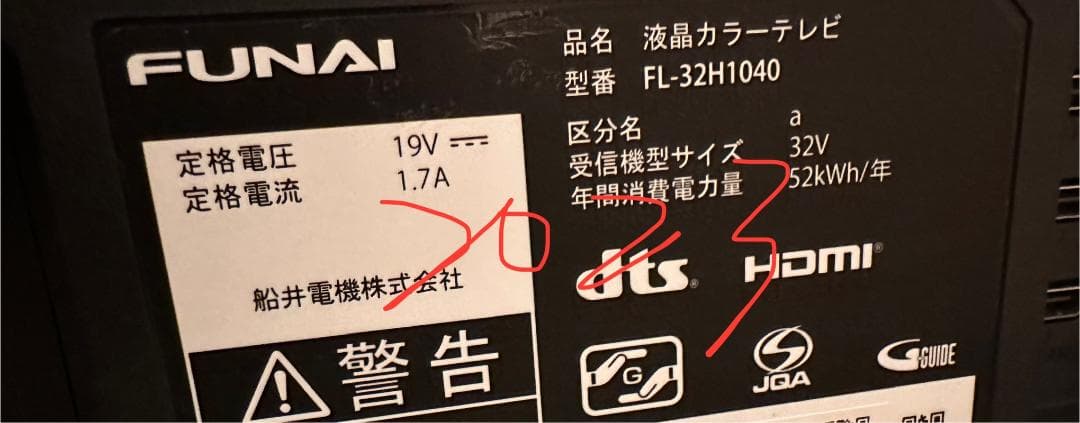 FUNAI
定格電圧 19V
定格電流 1.7A
船井電機株式会社
警告
品名 液晶カラーテレビ
型番 FL-32H1040
区分名 a
受信機型サイズ 32V
年間消費電力量 52kWh/年
2023
dts®
HDMI®
G
JQA
G-GUIDE